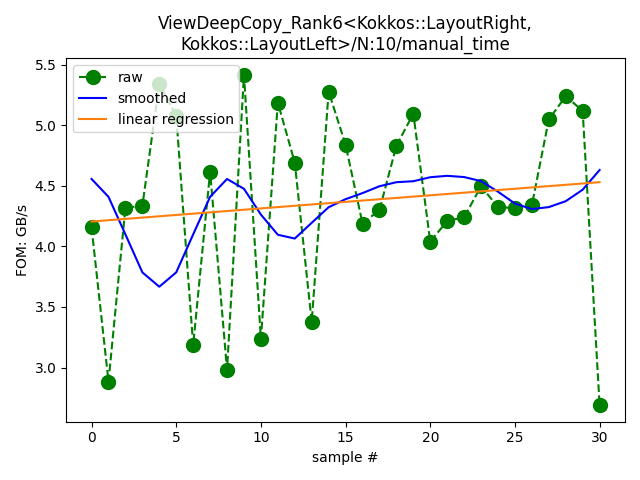 ViewDeepCopy_Rank6<Kokkos::LayoutRight,
Kokkos::LayoutLeft>/N:10/manual_time
raw
smoothed
linear regression
FOM: GB/s
5.5
5.0
4.5
4.0
3.5
3.0
0 5 10 15 20 25 30
sample #